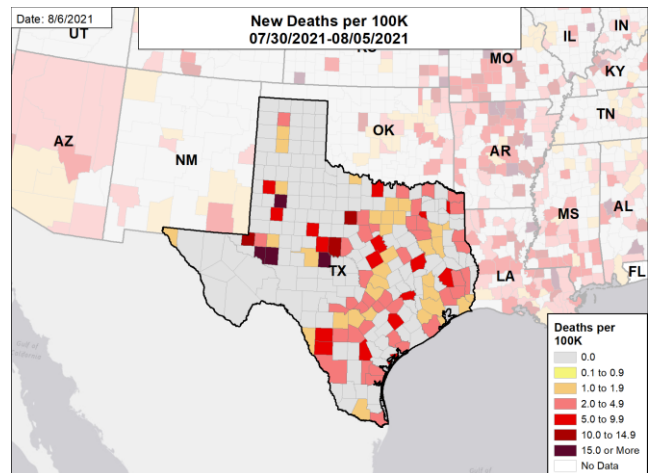 Date: 8/6/2021
New Deaths per 100K
07/30/2021-08/05/2021
UT
IL
IN
MO
KY
TN
AZ
NM
OK
AR
MS
AL
TX
LA
FL
Deaths per
100K
0.0
0.1 to 0.9
1.0 to 1.9
2.0 to 4.9
5.0 to 9.9
10.0 to 14.9
15.0 or More
No Data